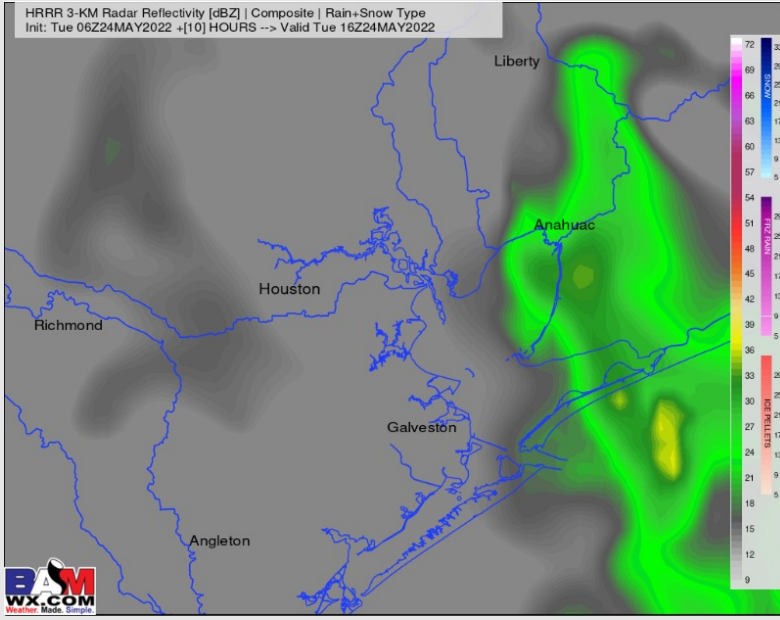 HRRR 3-KM Radar Reflectivity [dBZ] | Composite | Rain+Snow Type
Init: Tue 06Z24MAY2022 +[10] HOURS --> Valid Tue 16Z24MAY2022
Liberty
Anahuac
Houston
Richmond
Galveston
Angleton
72
69
66
63
60
57
54
51
48
45
42
39
36
33
30
27
24
21
18
15
12
9
SNOW
FRZ RAIN
ICE PELLETS
BAM
WX.COM
Weather. Made. Simple.